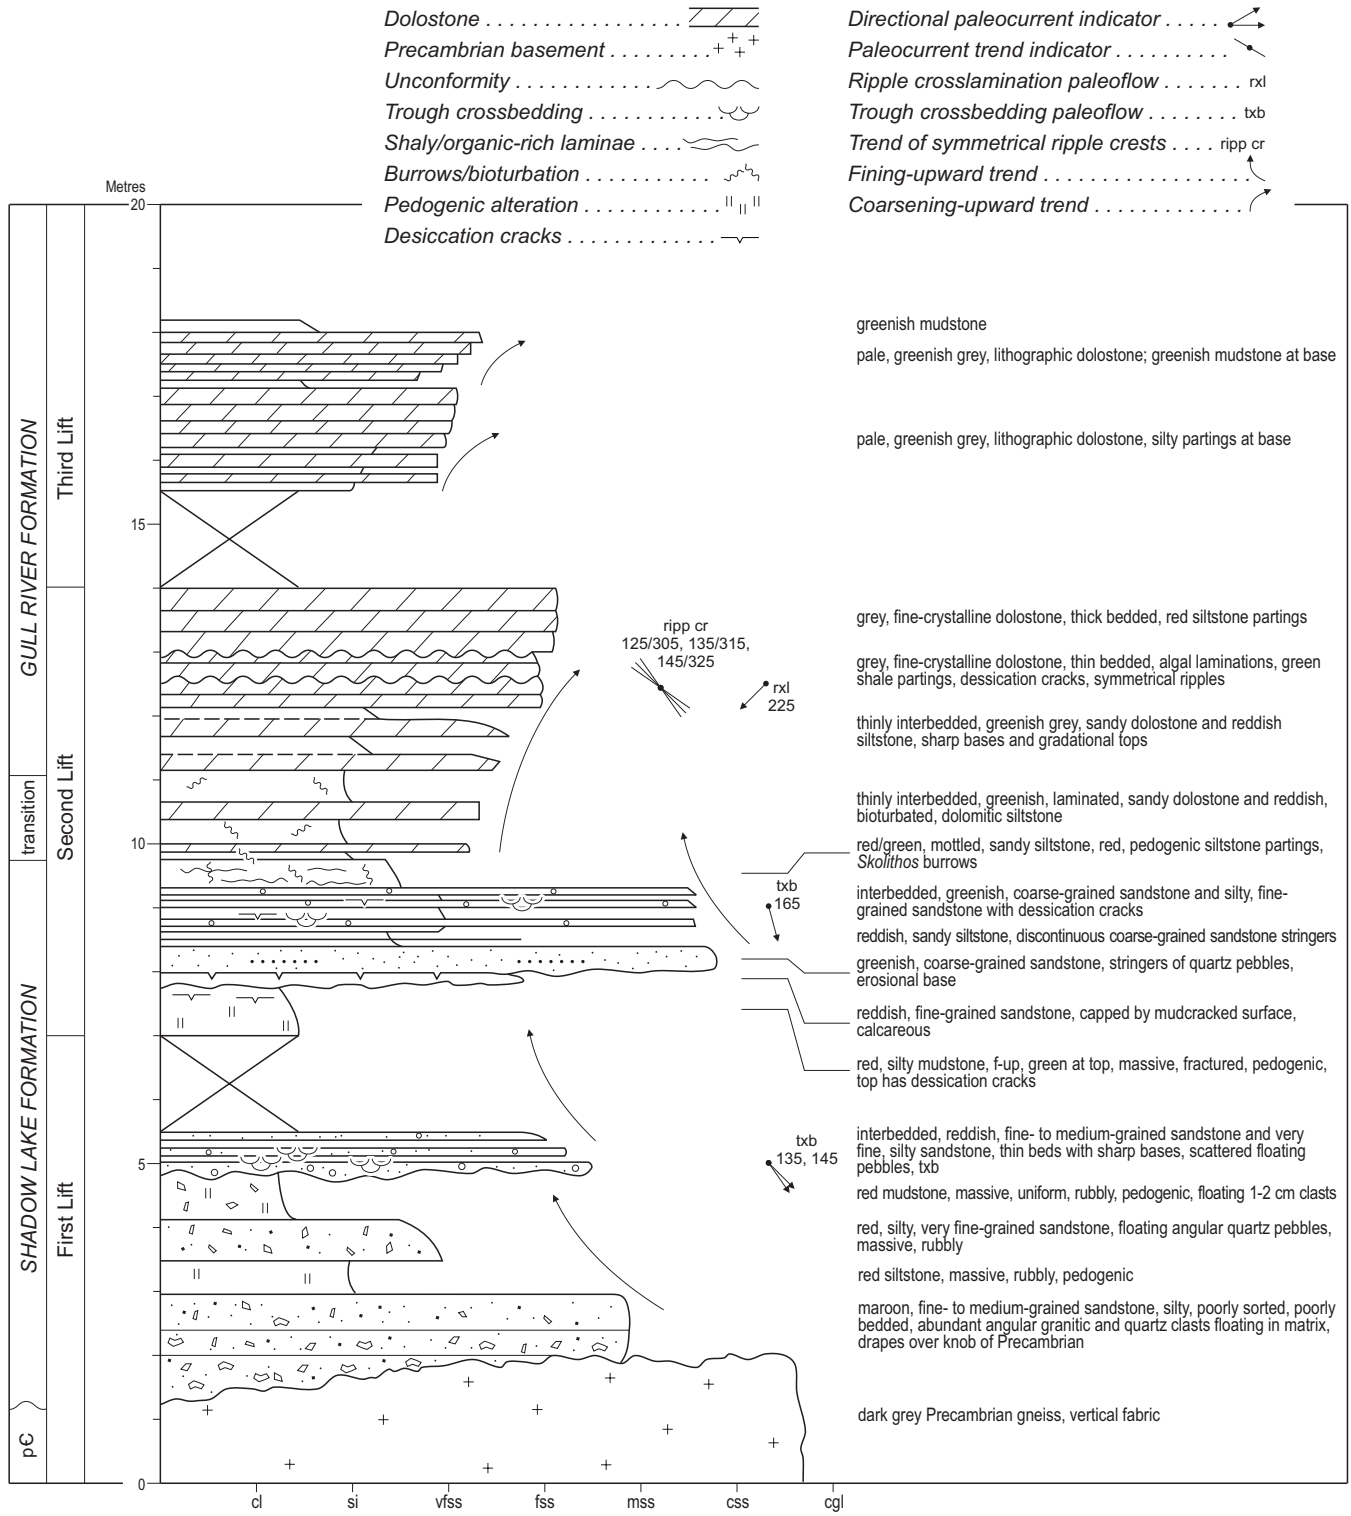 Dolostone . . . . . . . . . . . . . . . . .
Precambrian basement . . . . . . . . .
Unconformity . . . . . . . . . . . .
Trough crossbedding . . . . . . . . . . . .
Shaly/organic-rich laminae . . . .
Burrows/bioturbation . . . . . . . . . . .
Pedogenic alteration . . . . . . . . . . . .
Desiccation cracks . . . . . . . . . . . . .
Directional paleocurrent indicator . . . . .
Paleocurrent trend indicator . . . . . . . . . .
Ripple crosslamination paleoflow . . . . . . . rxl
Trough crossbedding paleoflow . . . . . . . . txb
Trend of symmetrical ripple crests . . . . ripp cr
Fining-upward trend . . . . . . . . . . . . . . . . . .
Coarsening-upward trend . . . . . . . . . . . . .
Metres
20
15
10
5
0
GULL RIVER FORMATION
transition
SHADOW LAKE FORMATION
pЄ
Third Lift
Second Lift
First Lift
greenish mudstone
pale, greenish grey, lithographic dolostone; greenish mudstone at base
pale, greenish grey, lithographic dolostone, silty partings at base
grey, fine-crystalline dolostone, thick bedded, red siltstone partings
ripp cr
125/305, 135/315,
145/325
rxl
225
grey, fine-crystalline dolostone, thin bedded, algal laminations, green
shale partings, dessication cracks, symmetrical ripples
thinly interbedded, greenish grey, sandy dolostone and reddish
siltstone, sharp bases and gradational tops
thinly interbedded, greenish, laminated, sandy dolostone and reddish,
bioturbated, dolomitic siltstone
red/green, mottled, sandy siltstone, red, pedogenic siltstone partings,
Skolithos burrows
txb
165
interbedded, greenish, coarse-grained sandstone and silty, fine-
grained sandstone with dessication cracks
reddish, sandy siltstone, discontinuous coarse-grained sandstone stringers
greenish, coarse-grained sandstone, stringers of quartz pebbles,
erosional base
reddish, fine-grained sandstone, capped by mudcracked surface,
calcareous
red, silty mudstone, f-up, green at top, massive, fractured, pedogenic,
top has dessication cracks
txb
135, 145
interbedded, reddish, fine- to medium-grained sandstone and very
fine, silty sandstone, thin beds with sharp bases, scattered floating
pebbles, txb
red mudstone, massive, uniform, rubbly, pedogenic, floating 1-2 cm clasts
red, silty, very fine-grained sandstone, floating angular quartz pebbles,
massive, rubbly
red siltstone, massive, rubbly, pedogenic
maroon, fine- to medium-grained sandstone, silty, poorly sorted, poorly
bedded, abundant angular granitic and quartz clasts floating in matrix,
drapes over knob of Precambrian
dark grey Precambrian gneiss, vertical fabric
cl si vfss fss mss css cgl